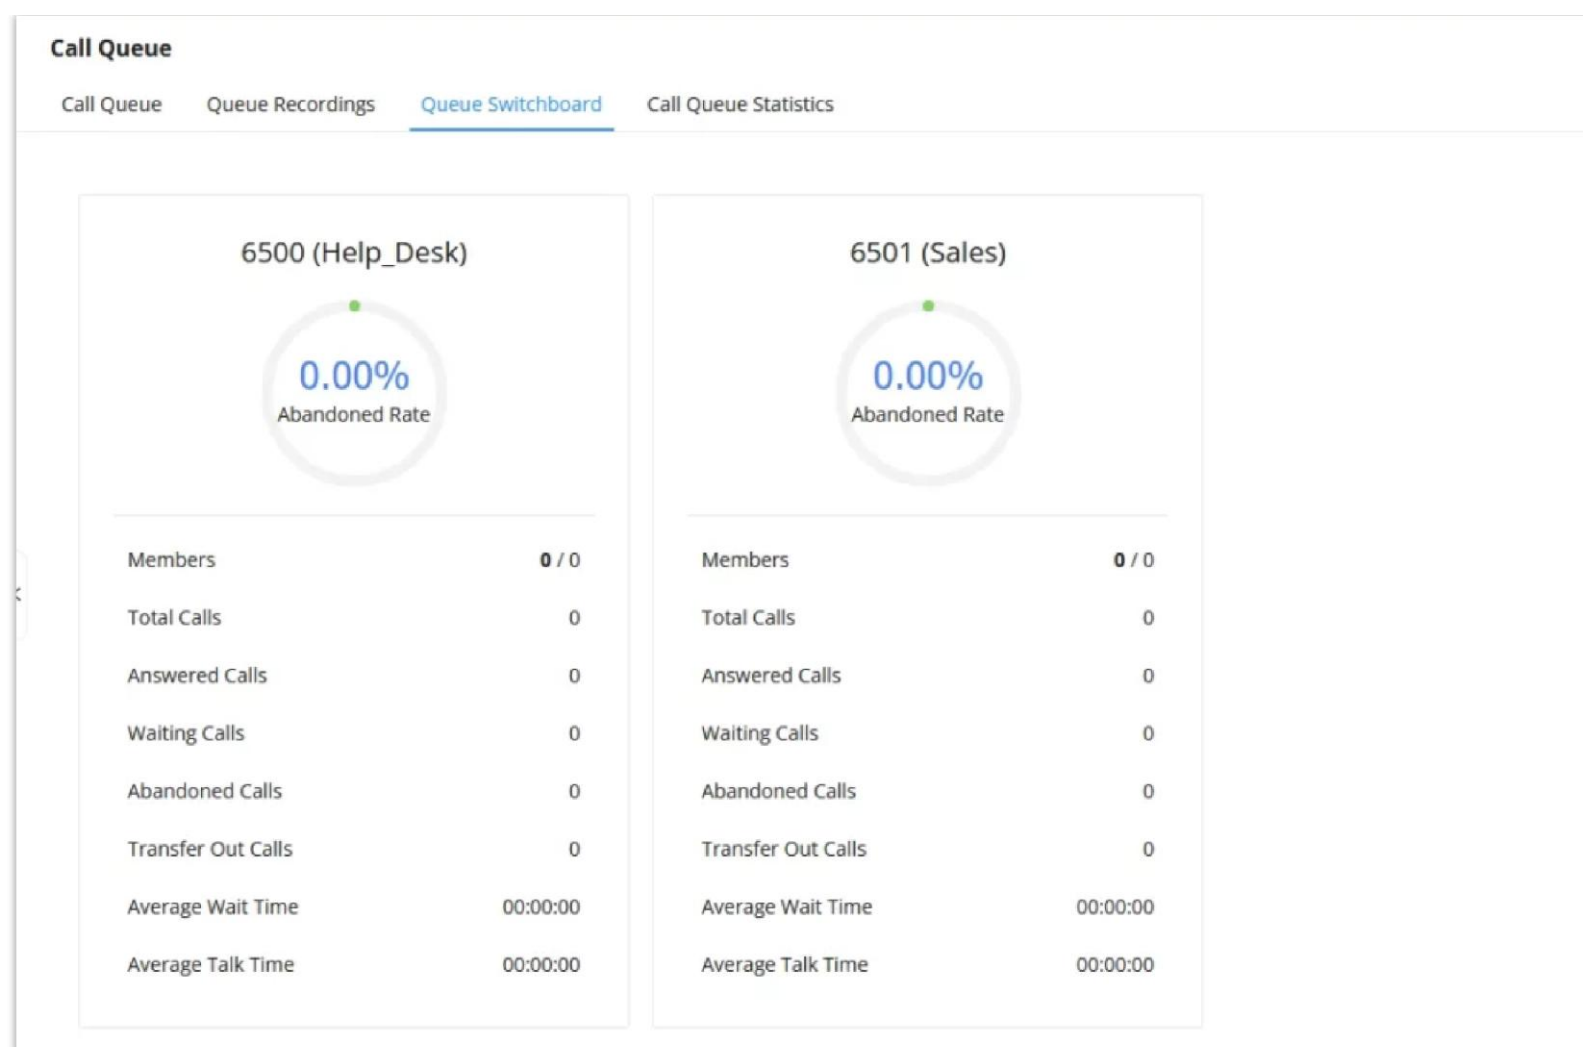 Call Queue
Call Queue Queue Recordings Queue Switchboard Call Queue Statistics
6500 (Help_Desk)
0.00%
Abandoned Rate
Members 0 / 0
Total Calls 0
Answered Calls 0
Waiting Calls 0
Abandoned Calls 0
Transfer Out Calls 0
Average Wait Time 00:00:00
Average Talk Time 00:00:00
6501 (Sales)
0.00%
Abandoned Rate
Members 0 / 0
Total Calls 0
Answered Calls 0
Waiting Calls 0
Abandoned Calls 0
Transfer Out Calls 0
Average Wait Time 00:00:00
Average Talk Time 00:00:00